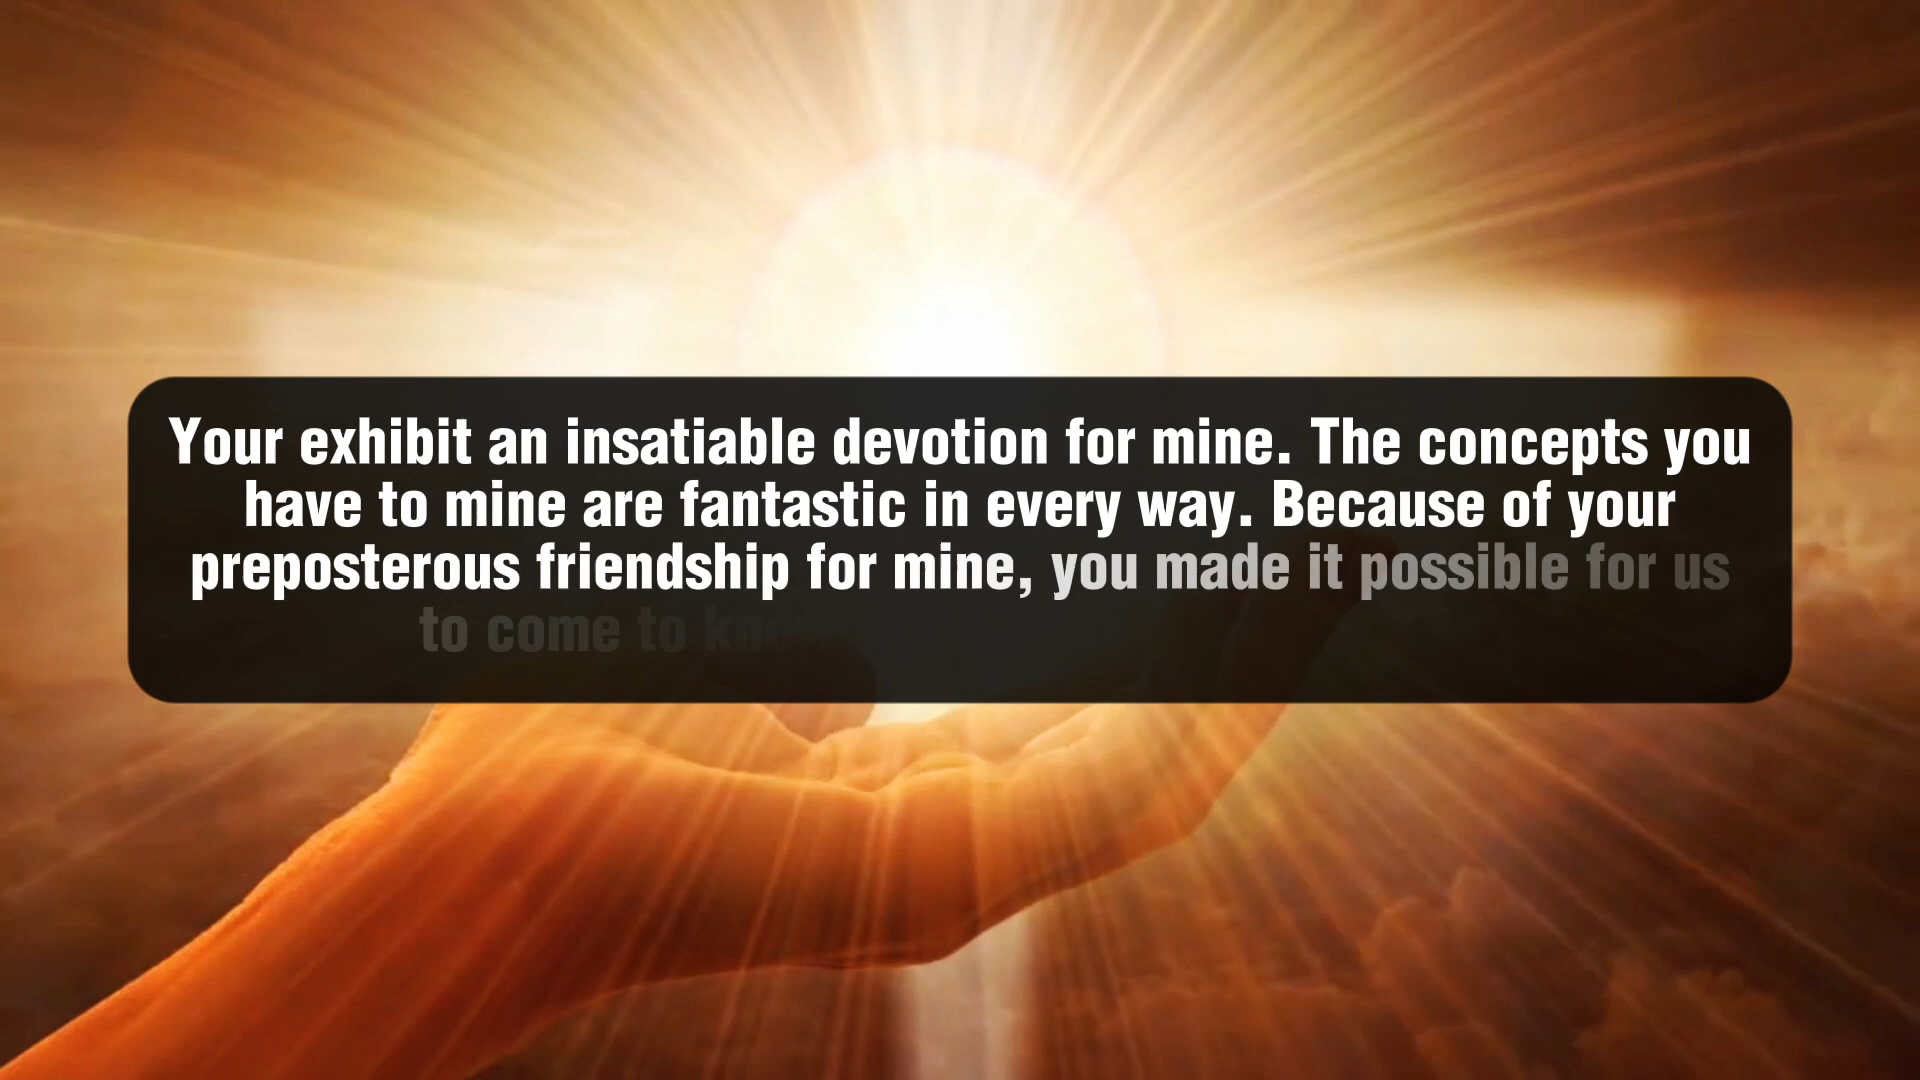 Your exhibit an insatiable devotion for mine. The concepts you
have to mine are fantastic in every way. Because of your
preposterous friendship for mine, you made it possible for us
to come to know